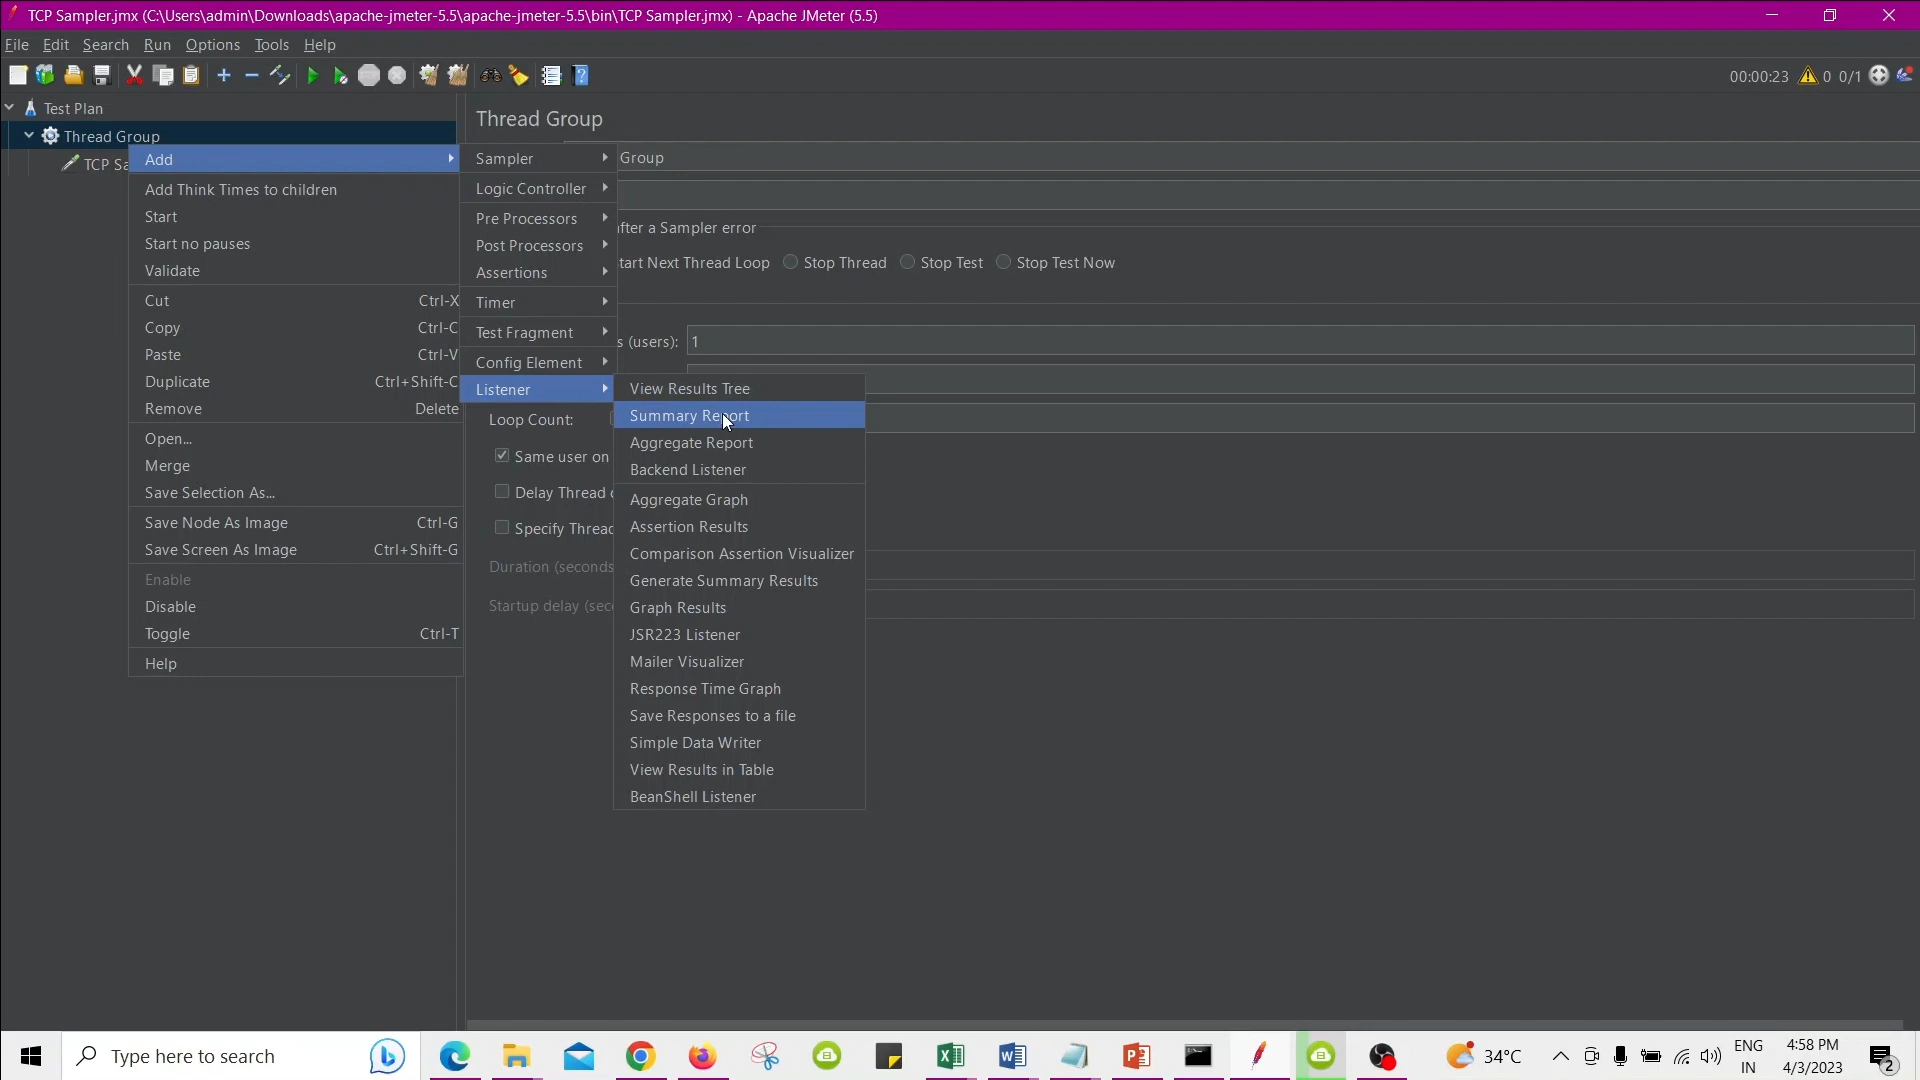 TCP Sampler.jmx (C:\Users\admin\Downloads\apache-jmeter-5.5\apache-jmeter-5.5\bin\TCP Sampler.jmx) - Apache JMeter (5.5)
File Edit Search Run Options Tools Help
00:00:23 0 0/1
Test Plan
Thread Group
TCP Sa
Thread Group
Add
Add Think Times to children
Start
Start no pauses
Validate
Cut Ctrl-X
Copy Ctrl-C
Paste Ctrl-V
Duplicate Ctrl+Shift-C
Remove Delete
Open...
Merge
Save Selection As...
Save Node As Image Ctrl-G
Save Screen As Image Ctrl+Shift-G
Enable
Disable
Toggle Ctrl-T
Help
Sampler
Logic Controller
Pre Processors
Post Processors
Assertions
Timer
Test Fragment
Config Element
Listener
Group
after a Sampler error
tart Next Thread Loop Stop Thread Stop Test Stop Test Now
s (users): 1
Loop Count:
Same user on
Delay Thread c
Specify Thread
Duration (seconds
Startup delay (sec
View Results Tree
Summary Report
Aggregate Report
Backend Listener
Aggregate Graph
Assertion Results
Comparison Assertion Visualizer
Generate Summary Results
Graph Results
JSR223 Listener
Mailer Visualizer
Response Time Graph
Save Responses to a file
Simple Data Writer
View Results in Table
BeanShell Listener
Type here to search
34°C
ENG
IN
4:58 PM
4/3/2023
2